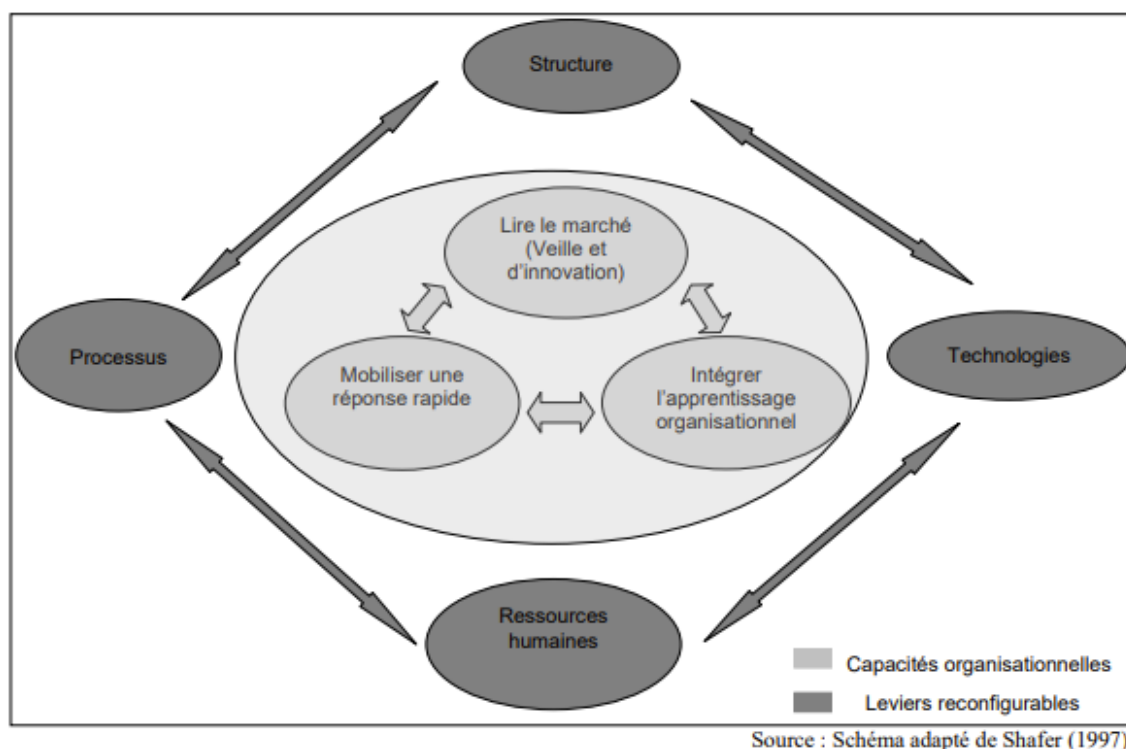 Structure
Lire le marché
(Veille et
d’innovation)
Processus
Technologies
Mobiliser une
réponse rapide
Intégrer
l’apprentissage
organisationnel
Ressources
humaines
Capacités organisationnelles
Leviers reconfigurables
Source : Schéma adapté de Shafer (1997)